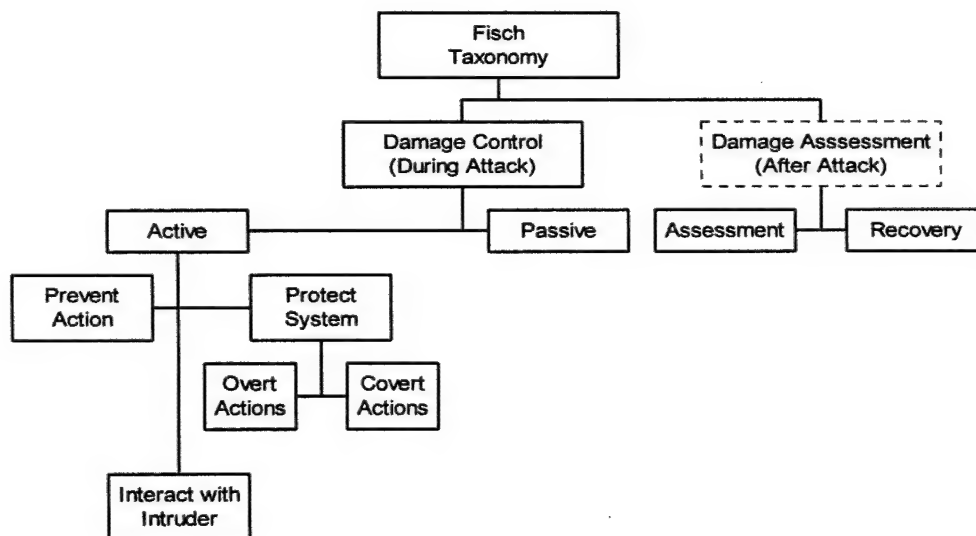 Fisch
Taxonomy
Damage Control
(During Attack)
Damage Asssessment
(After Attack)
Active
Passive
Assessment
Recovery
Prevent
Action
Protect
System
Overt
Actions
Covert
Actions
Interact with
Intruder